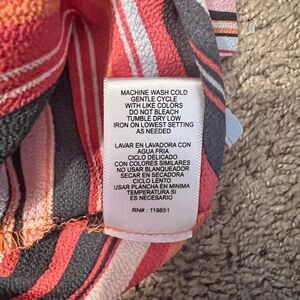 MACHINE WASH COLD
GENTLE CYCLE
WITH LIKE COLORS
DO NOT BLEACH
TUMBLE DRY LOW
IRON ON LOWEST SETTING
AS NEEDED
LAVAR EN LAVADORA CON
AGUA FRIA
CICLO DELICADO
CON COLORES SIMILARES
NO USAR BLANQUEADOR
SECAR EN SECADORA
CICLO LENTO
USAR PLANCHA EN MINIMA
TEMPERATURA SI
ES NECESARIO
RN# : 119851